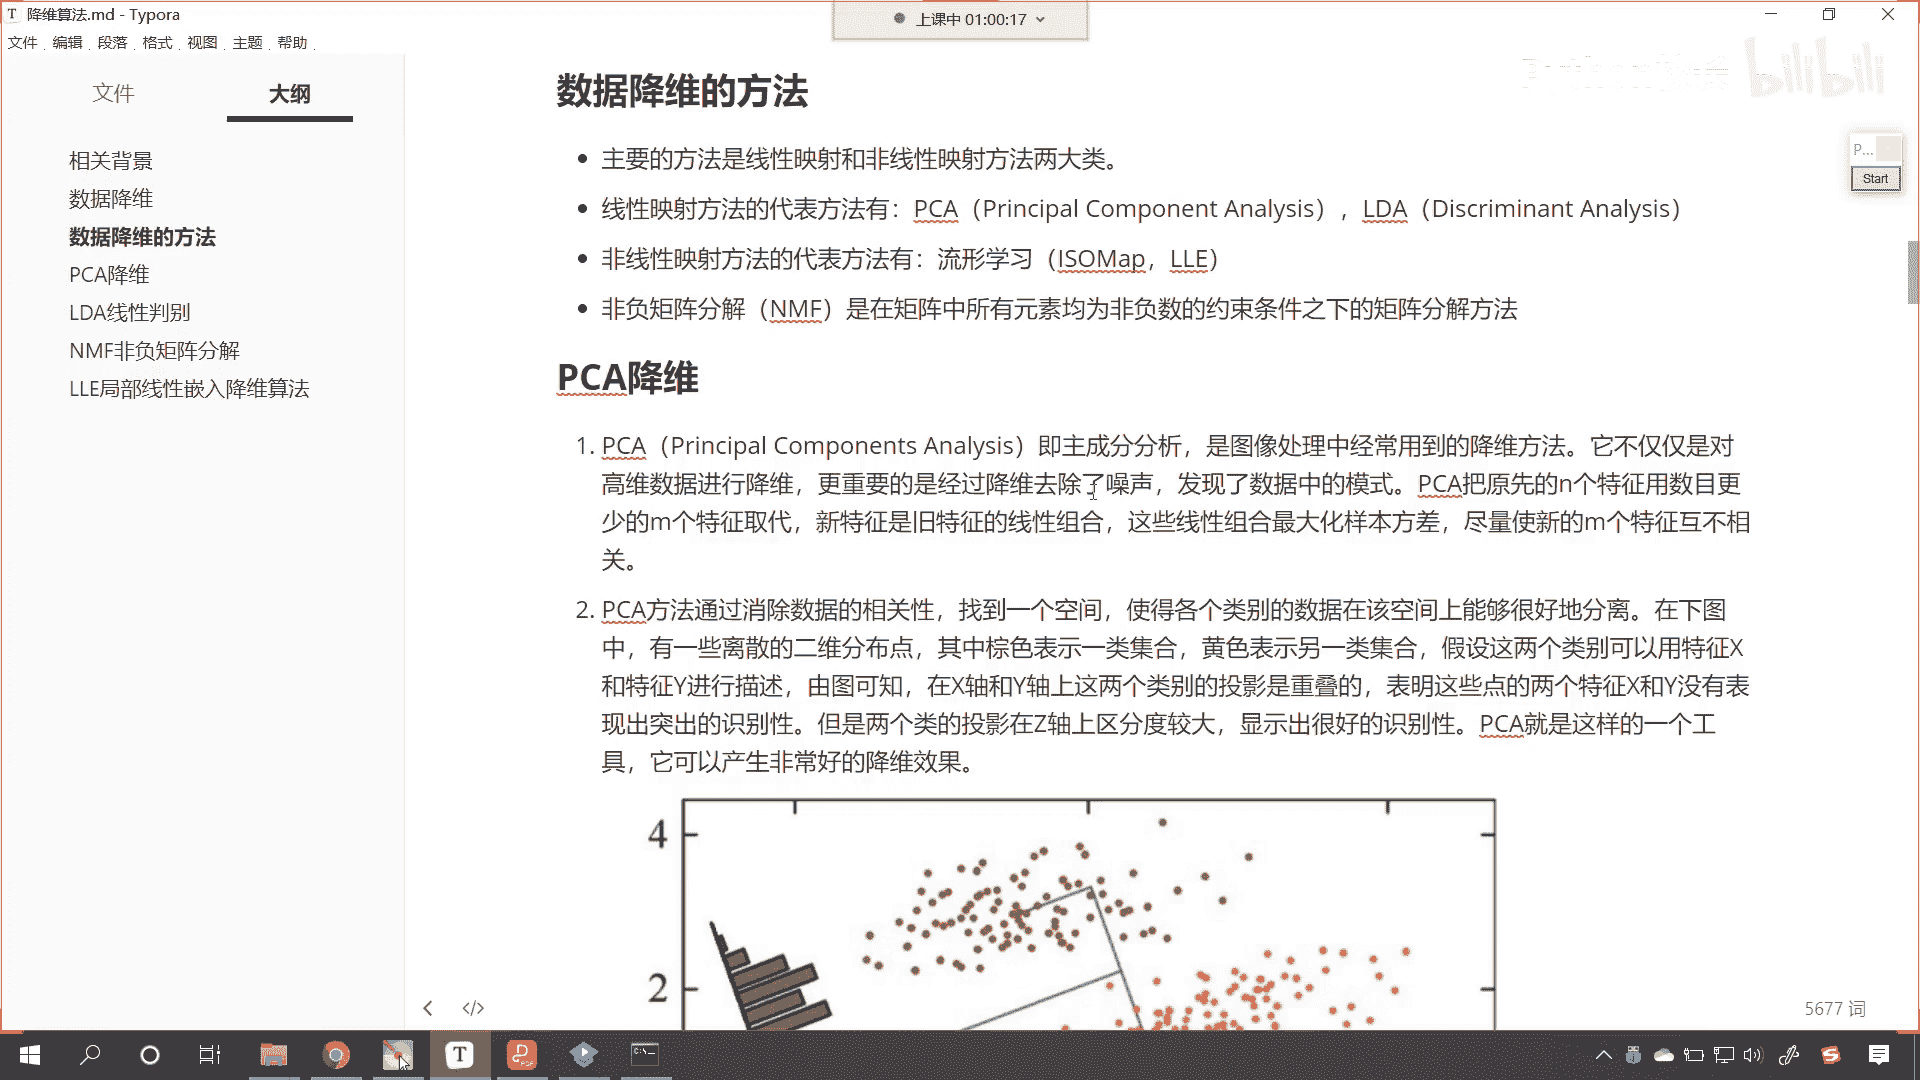 降维算法.md - Typora
上课中 01:00:17
文件 编辑 段落 格式 视图 主题 帮助
文件 大纲
相关背景
数据降维
数据降维的方法
PCA降维
LDA线性判别
NMF非负矩阵分解
LLE局部线性嵌入降维算法
bilibili
P...
Start
数据降维的方法
主要的方法是线性映射和非线性映射方法两大类。
线性映射方法的代表方法有：PCA（Principal Component Analysis），LDA（Discriminant Analysis）
非线性映射方法的代表方法有：流形学习（ISOMap，LLE）
非负矩阵分解（NMF）是在矩阵中所有元素均为非负数的约束条件之下的矩阵分解方法
PCA降维
1. PCA（Principal Components Analysis）即主成分分析，是图像处理中经常用到的降维方法。它不仅仅是对
高维数据进行降维，更重要的是经过降维去除了噪声，发现了数据中的模式。PCA把原先的n个特征用数目更
少的m个特征取代，新特征是旧特征的线性组合，这些线性组合最大化样本方差，尽量使新的m个特征互不相
关。
2. PCA方法通过消除数据的相关性，找到一个空间，使得各个类别的数据在该空间上能够很好地分离。在下图
中，有一些离散的二维分布点，其中棕色表示一类集合，黄色表示另一类集合，假设这两个类别可以用特征X
和特征Y进行描述，由图可知，在X轴和Y轴上这两个类别的投影是重叠的，表明这些点的两个特征X和Y没有表
现出突出的识别性。但是两个类的投影在Z轴上区分度较大，显示出很好的识别性。PCA就是这样的一个工
具，它可以产生非常好的降维效果。
4
2
5677 词